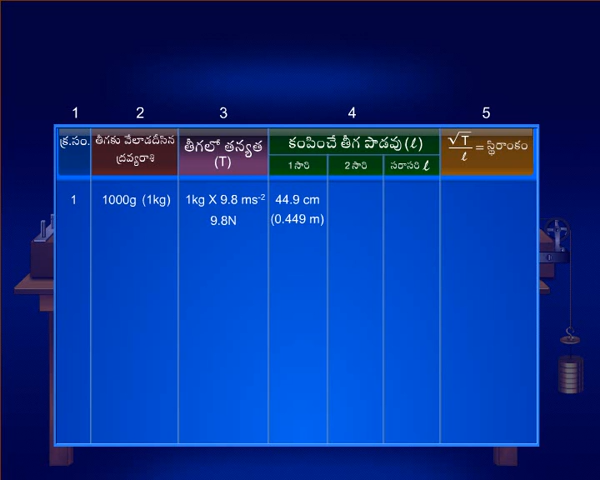 1 2 3 4 5
క్ర.సం. తీగకు వేలాడదీసిన ద్రవ్యరాశి తీగలో తన్యత (T) కంపించే తీగ పొడవు (ℓ) √T/ℓ = స్థిరాంకం
1 సారి 2 సారి సరాసరి ℓ
1 1000g (1kg) 1kg X 9.8 ms-2 44.9 cm
9.8N (0.449 m)